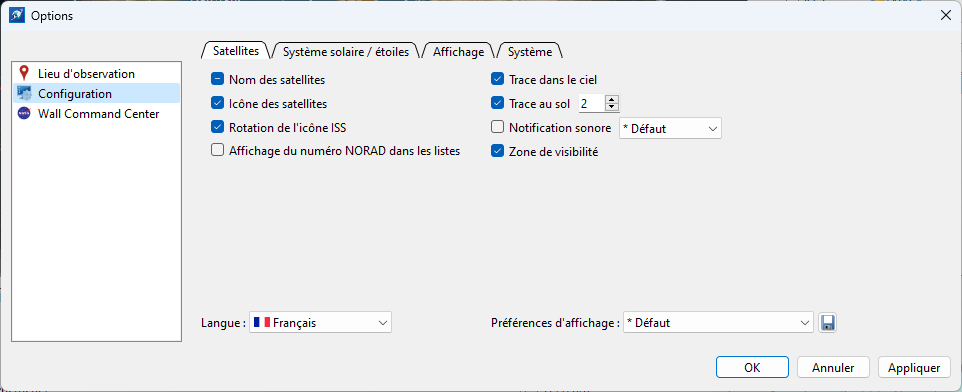 Options
Satellites Système solaire / étoiles Affichage Système
Lieu d'observation
Configuration
Wall Command Center
Nom des satellites
Icône des satellites
Rotation de l'icône ISS
Affichage du numéro NORAD dans les listes
Trace dans le ciel
Trace au sol 2
Notification sonore * Défaut
Zone de visibilité
Langue : Français
Préférences d'affichage : * Défaut
OK Annuler Appliquer